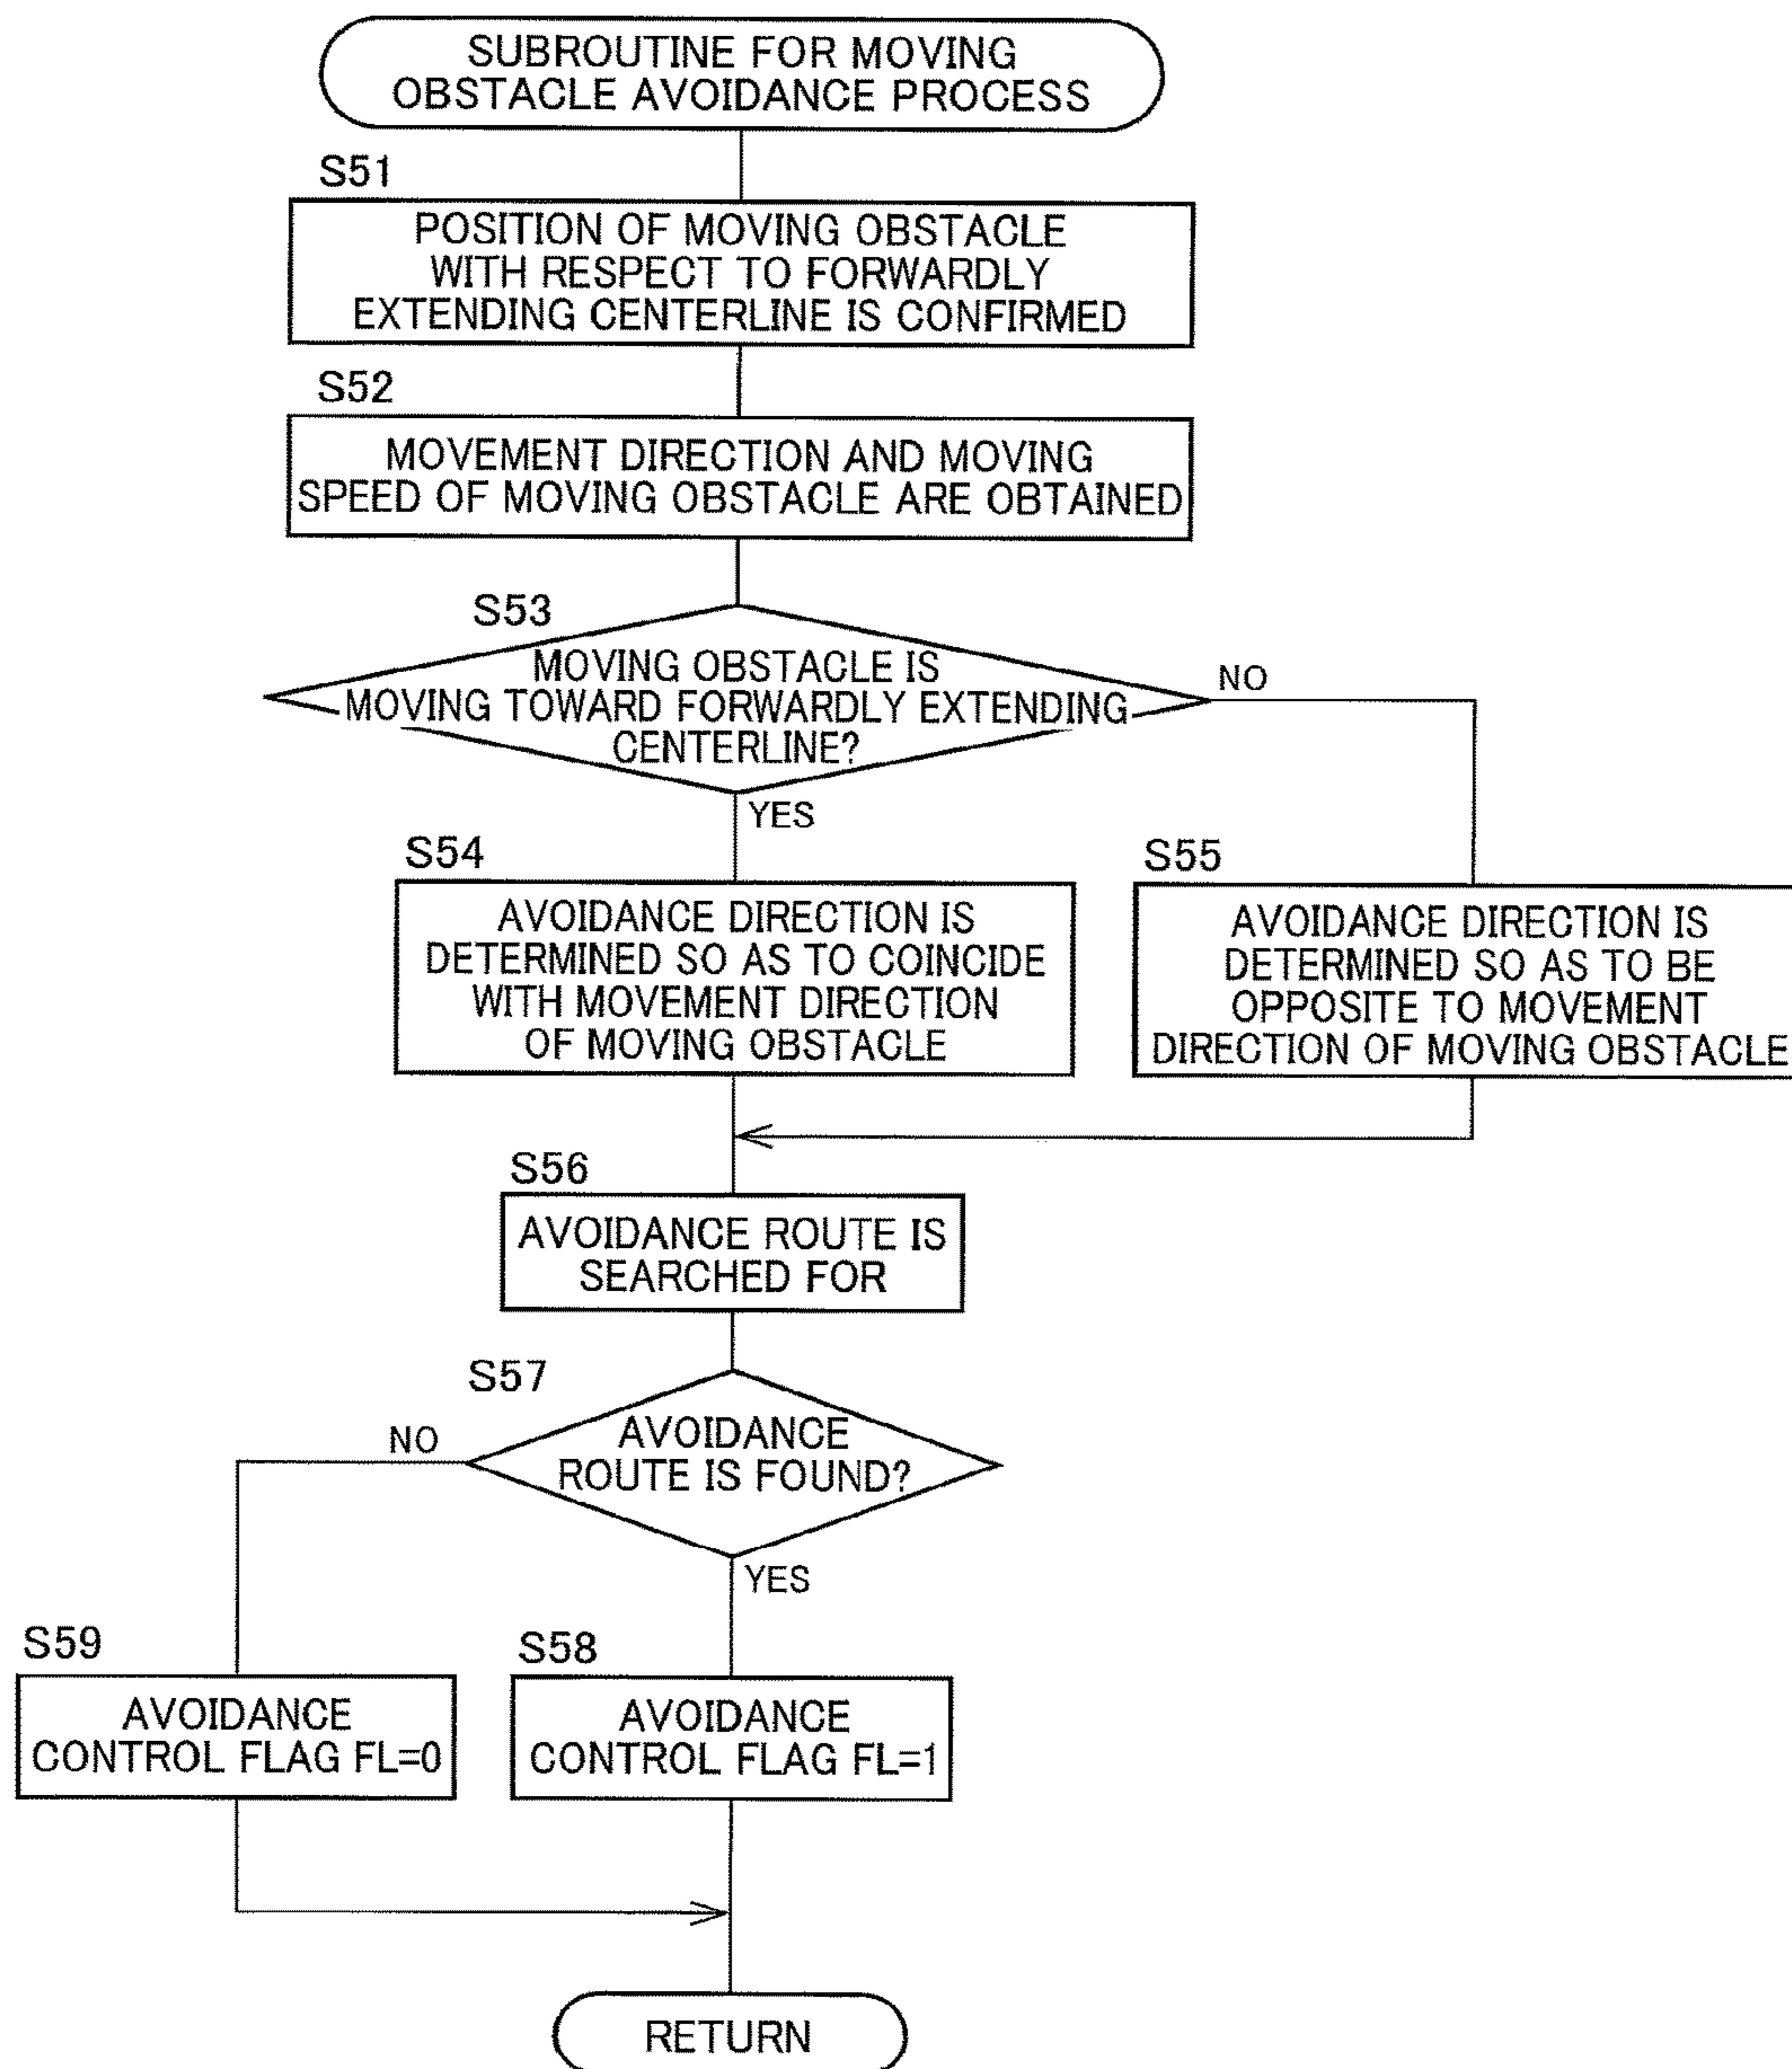 SUBROUTINE FOR MOVING
OBSTACLE AVOIDANCE PROCESS
S51
POSITION OF MOVING OBSTACLE
WITH RESPECT TO FORWARDLY
EXTENDING CENTERLINE IS CONFIRMED
S52
MOVEMENT DIRECTION AND MOVING
SPEED OF MOVING OBSTACLE ARE OBTAINED
S53
MOVING OBSTACLE IS
MOVING TOWARD FORWARDLY EXTENDING
CENTERLINE?
NO
YES
S54
AVOIDANCE DIRECTION IS
DETERMINED SO AS TO COINCIDE
WITH MOVEMENT DIRECTION
OF MOVING OBSTACLE
S55
AVOIDANCE DIRECTION IS
DETERMINED SO AS TO BE
OPPOSITE TO MOVEMENT
DIRECTION OF MOVING OBSTACLE
S56
AVOIDANCE ROUTE IS
SEARCHED FOR
S57
AVOIDANCE
ROUTE IS FOUND?
NO
YES
S59
AVOIDANCE
CONTROL FLAG FL=0
S58
AVOIDANCE
CONTROL FLAG FL=1
RETURN